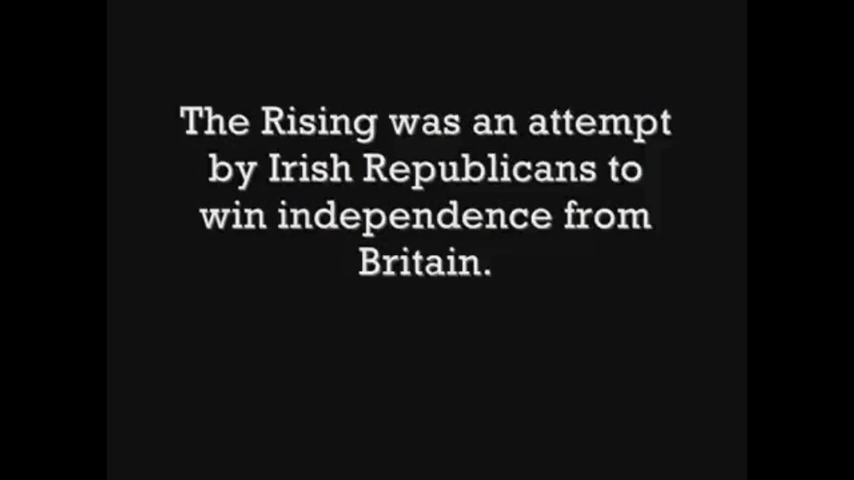 The Rising was an attempt
by Irish Republicans to
win independence from
Britain.